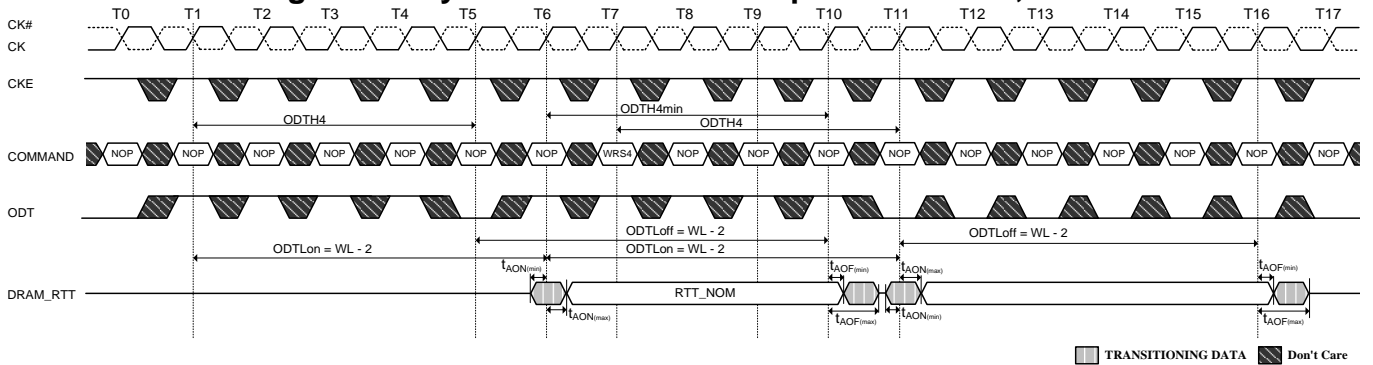 T0 T1 T2 T3 T4 T5 T6 T7 T8 T9 T10 T11 T12 T13 T14 T15 T16 T17
CK#
CK
CKE
ODTH4min
ODTH4 ODTH4
COMMAND NOP NOP NOP NOP NOP NOP NOP WRS4 NOP NOP NOP NOP NOP NOP NOP NOP NOP NOP
ODT
ODTLoff = WL - 2 ODTLoff = WL - 2
ODTLon = WL - 2 ODTLon = WL - 2
tAON(min) tAOF(min) tAON(max) tAOF(min)
DRAM_RTT RTT_NOM
tAON(max) tAOF(max) tAON(min) tAOF(max)
TRANSITIONING DATA Don't Care